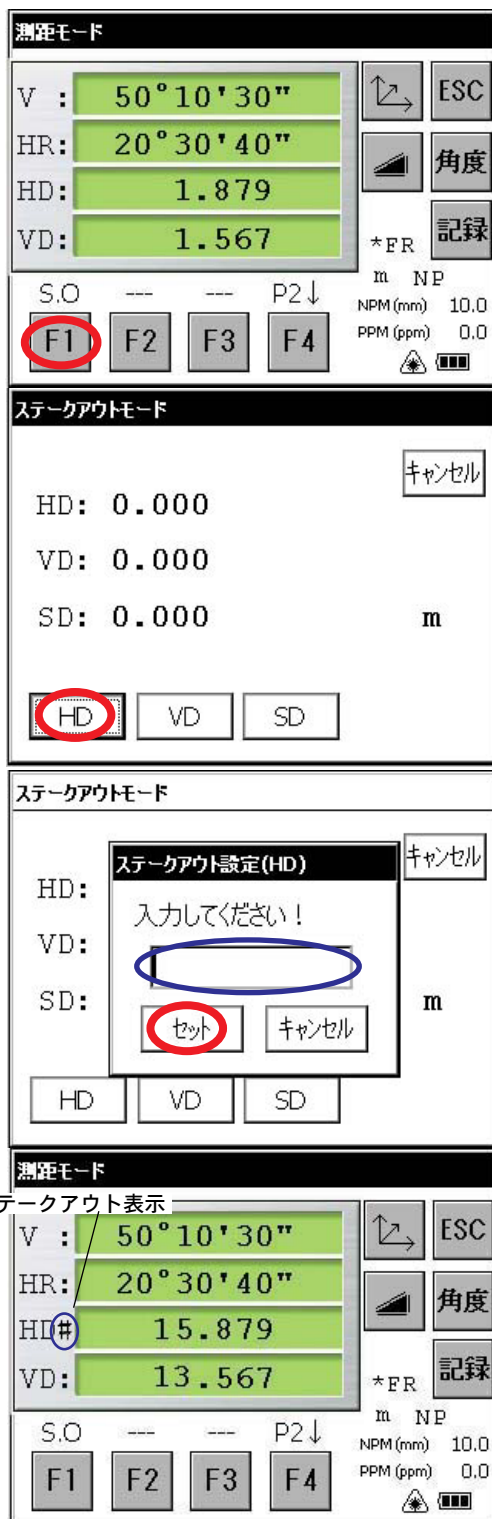 測距モード
V : 50°10'30" ESC
HR: 20°30'40" 角度
HD: 1.879
VD: 1.567 *FR 記録
m NP
S.O --- --- P2↓ NPM(mm) 10.0
F1 F2 F3 F4 PPM(ppm) 0.0
ステークアウトモード
キャンセル
HD: 0.000
VD: 0.000
SD: 0.000 m
HD VD SD
ステークアウトモード
ステークアウト設定(HD) キャンセル
HD:
入力してください!
VD:
SD: m
セット キャンセル
HD VD SD
測距モード
テークアウト表示
V : 50°10'30" ESC
HR: 20°30'40" 角度
HD# 15.879
VD: 13.567 *FR 記録
m NP
S.O --- --- P2↓ NPM(mm) 10.0
F1 F2 F3 F4 PPM(ppm) 0.0